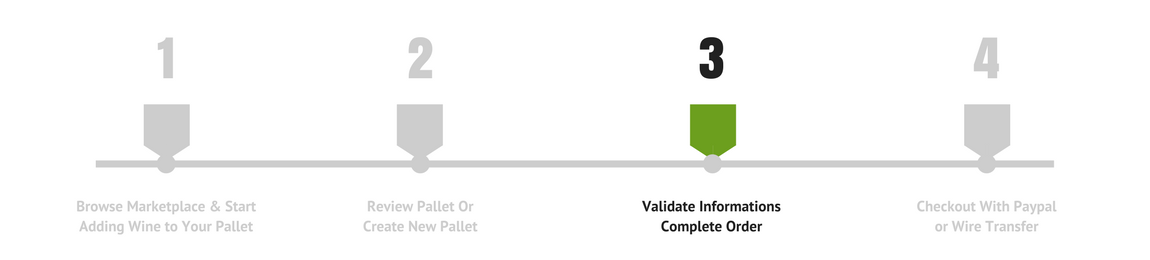 1
2
3
4
Browse Marketplace & Start
Adding Wine to Your Pallet
Review Pallet Or
Create New Pallet
Validate Informations
Complete Order
Checkout With Paypal
or Wire Transfer